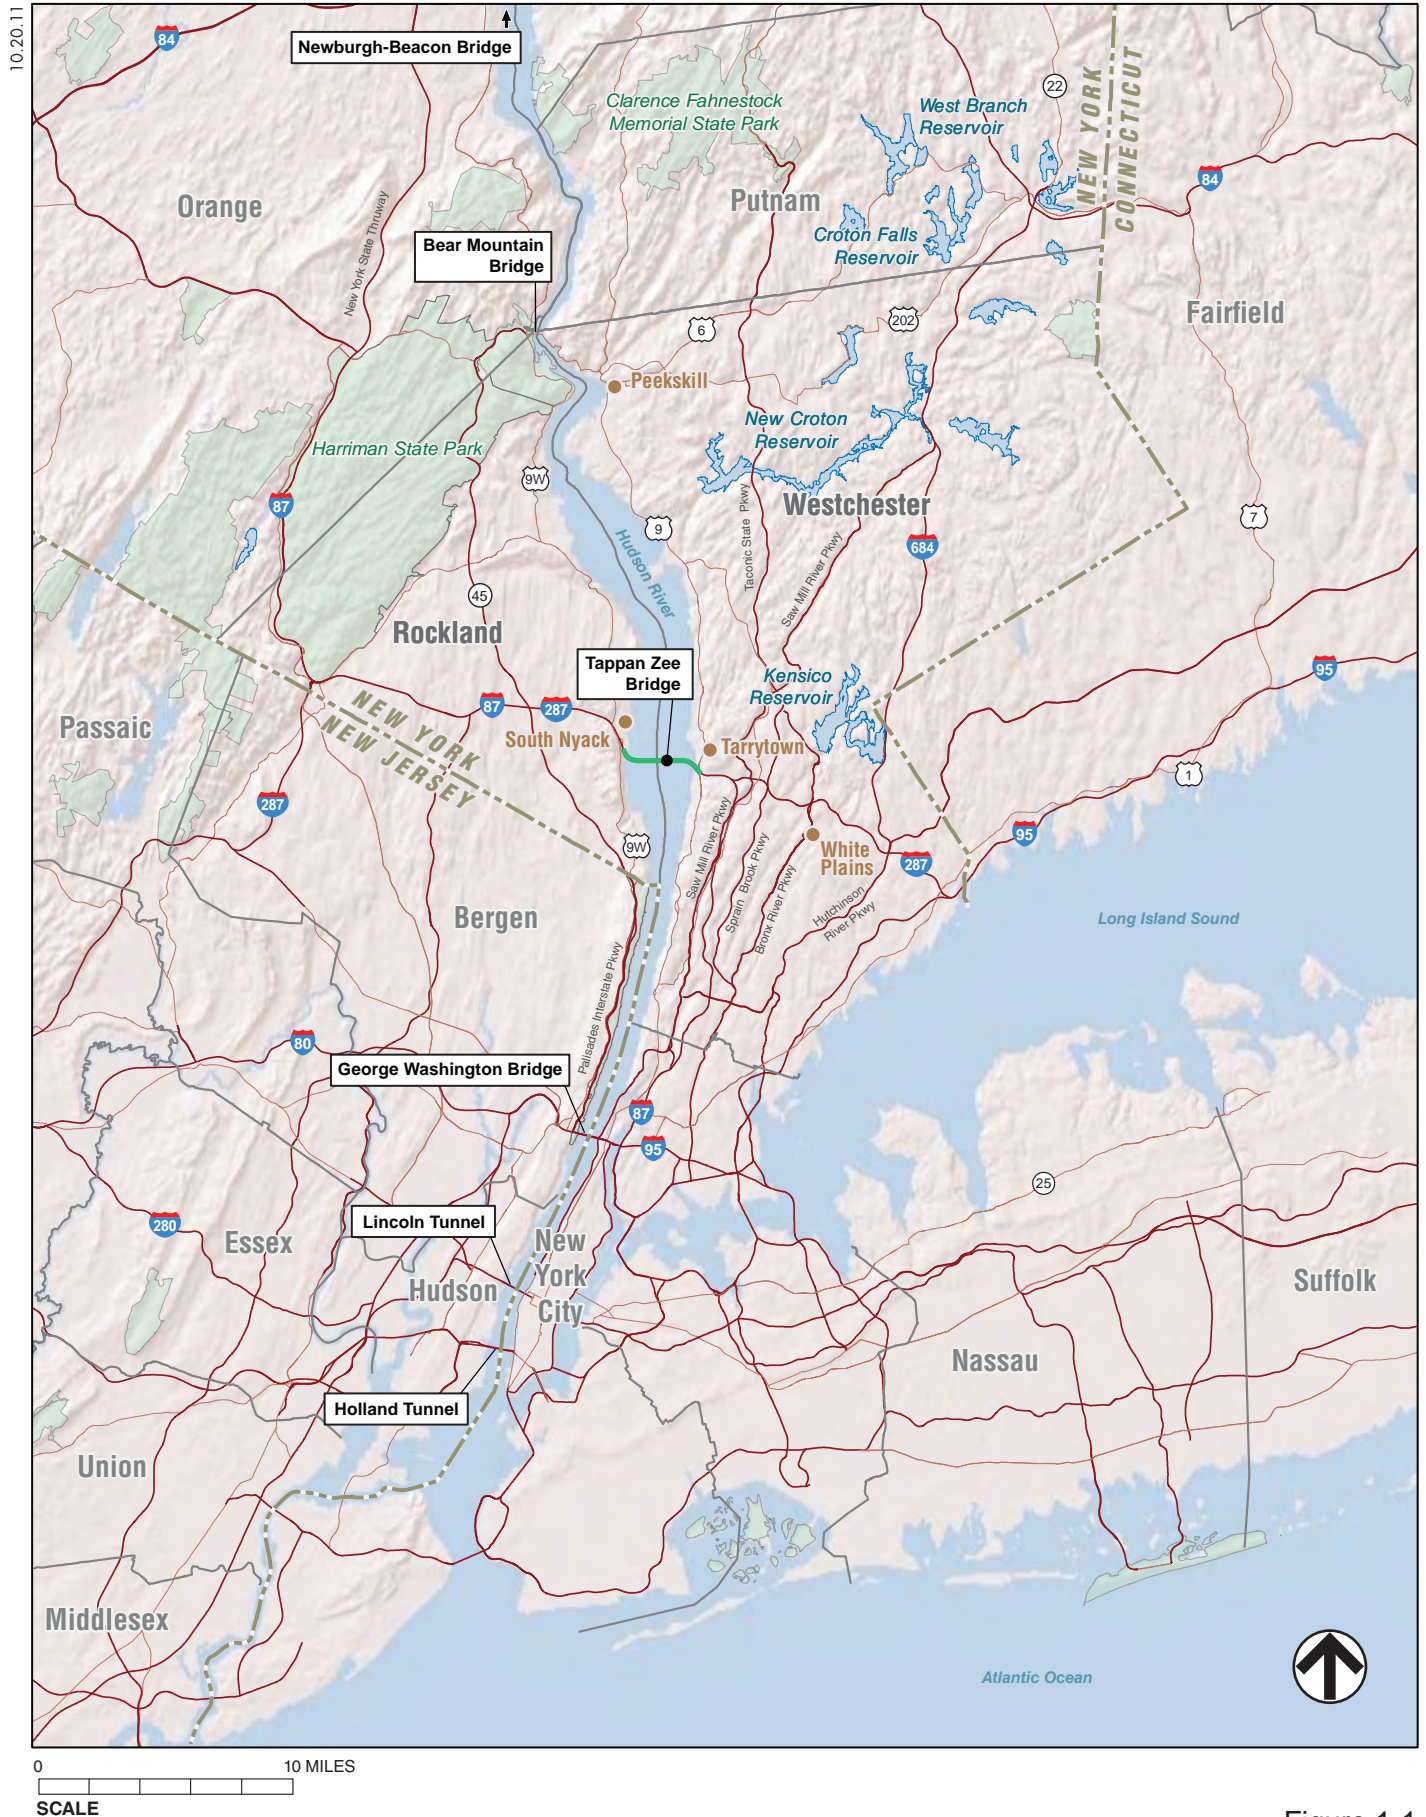 10.20.11
84
Newburgh-Beacon Bridge
Clarence Fahnestock
Memorial State Park
West Branch
Reservoir
22
NEW YORK
CONNECTICUT
84
Orange
New York State Thruway
Putnam
Croton Falls
Reservoir
Bear Mountain
Bridge
6
202
Fairfield
Peekskill
New Croton
Reservoir
Harriman State Park
9W
87
9
Taconic State Pkwy
Westchester
Saw Mill River Pkwy
684
7
Hudson River
45
Rockland
Tappan Zee
Bridge
Kensico
Reservoir
95
Passaic
NEW YORK
NEW JERSEY
87
287
South Nyack
Tarrytown
1
287
9W
Saw Mill River Pkwy
Sprain Brook Pkwy
Bronx River Pkwy
White
Plains
287
95
Hutchinson
River Pkwy
Bergen
Long Island Sound
Palisades Interstate Pkwy
80
George Washington Bridge
87
95
25
280
Essex
Lincoln Tunnel
New
York
City
Hudson
Suffolk
Nassau
Holland Tunnel
Union
Middlesex
Atlantic Ocean
0
10 MILES
SCALE